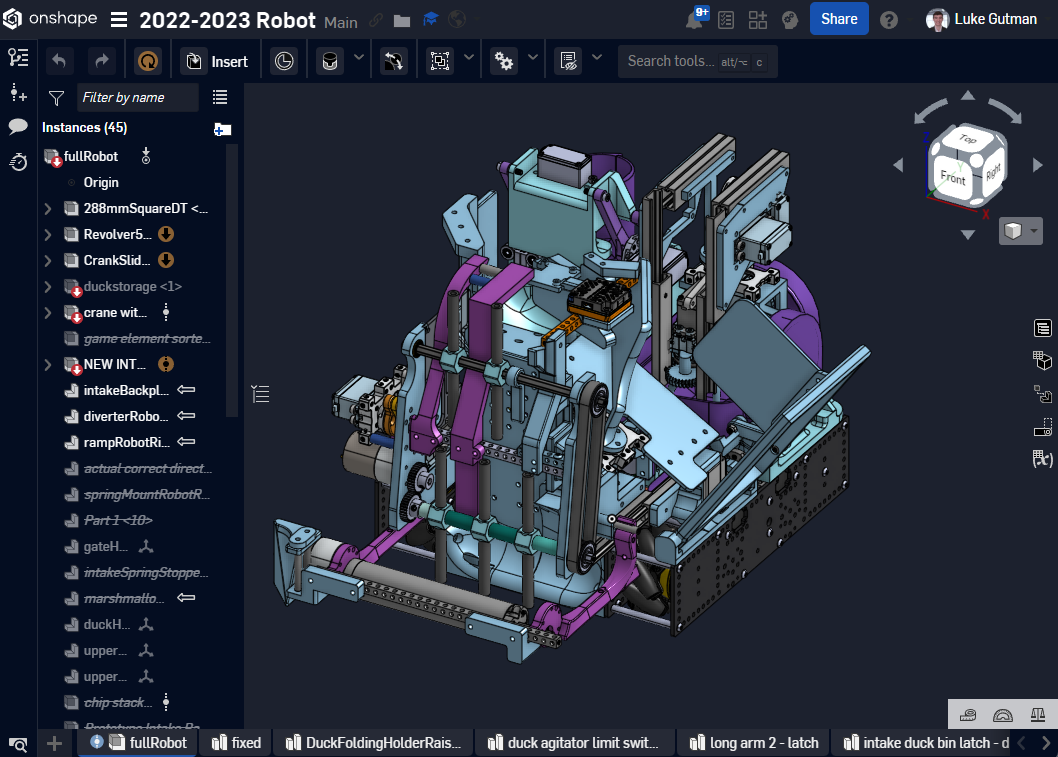 onshape 2022-2023 Robot Main 9+ Share Luke Gutman
Insert Search tools... alt/⌥ c
Filter by name
Instances (45)
fullRobot
Origin
288mmSquareDT <...
Revolver5...
CrankSlid...
duckstorage <1>
crane wit...
game element sorte...
NEW INT...
intakeBackpl...
diverterRobo...
rampRobotRi...
actual correct direct...
springMountRobotR...
Part 1 <10>
gateH...
intakeSpringStoppe...
marshmallo...
duckH...
upper...
upper...
chip stack...
Prototype Intake Ra
Top
Front
Right
Z
Y
X
fullRobot fixed DuckFoldingHolderRais... duck agitator limit swit... long arm 2 - latch intake duck bin latch - d